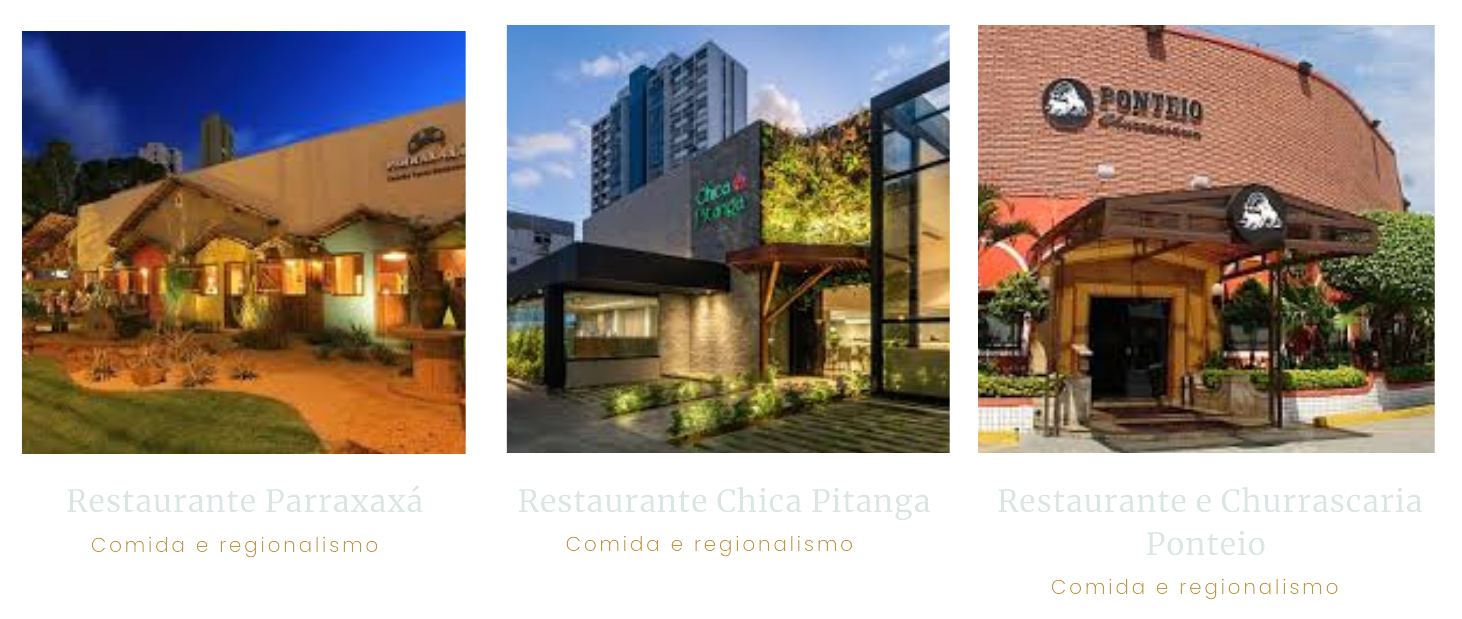 PARRAXAXÁ
Chica
Pitanga
PONTEIO
Churrascaria
Restaurante Parraxaxá
Restaurante Chica Pitanga
Restaurante e Churrascaria
Ponteio
Comida e regionalismo
Comida e regionalismo
Comida e regionalismo